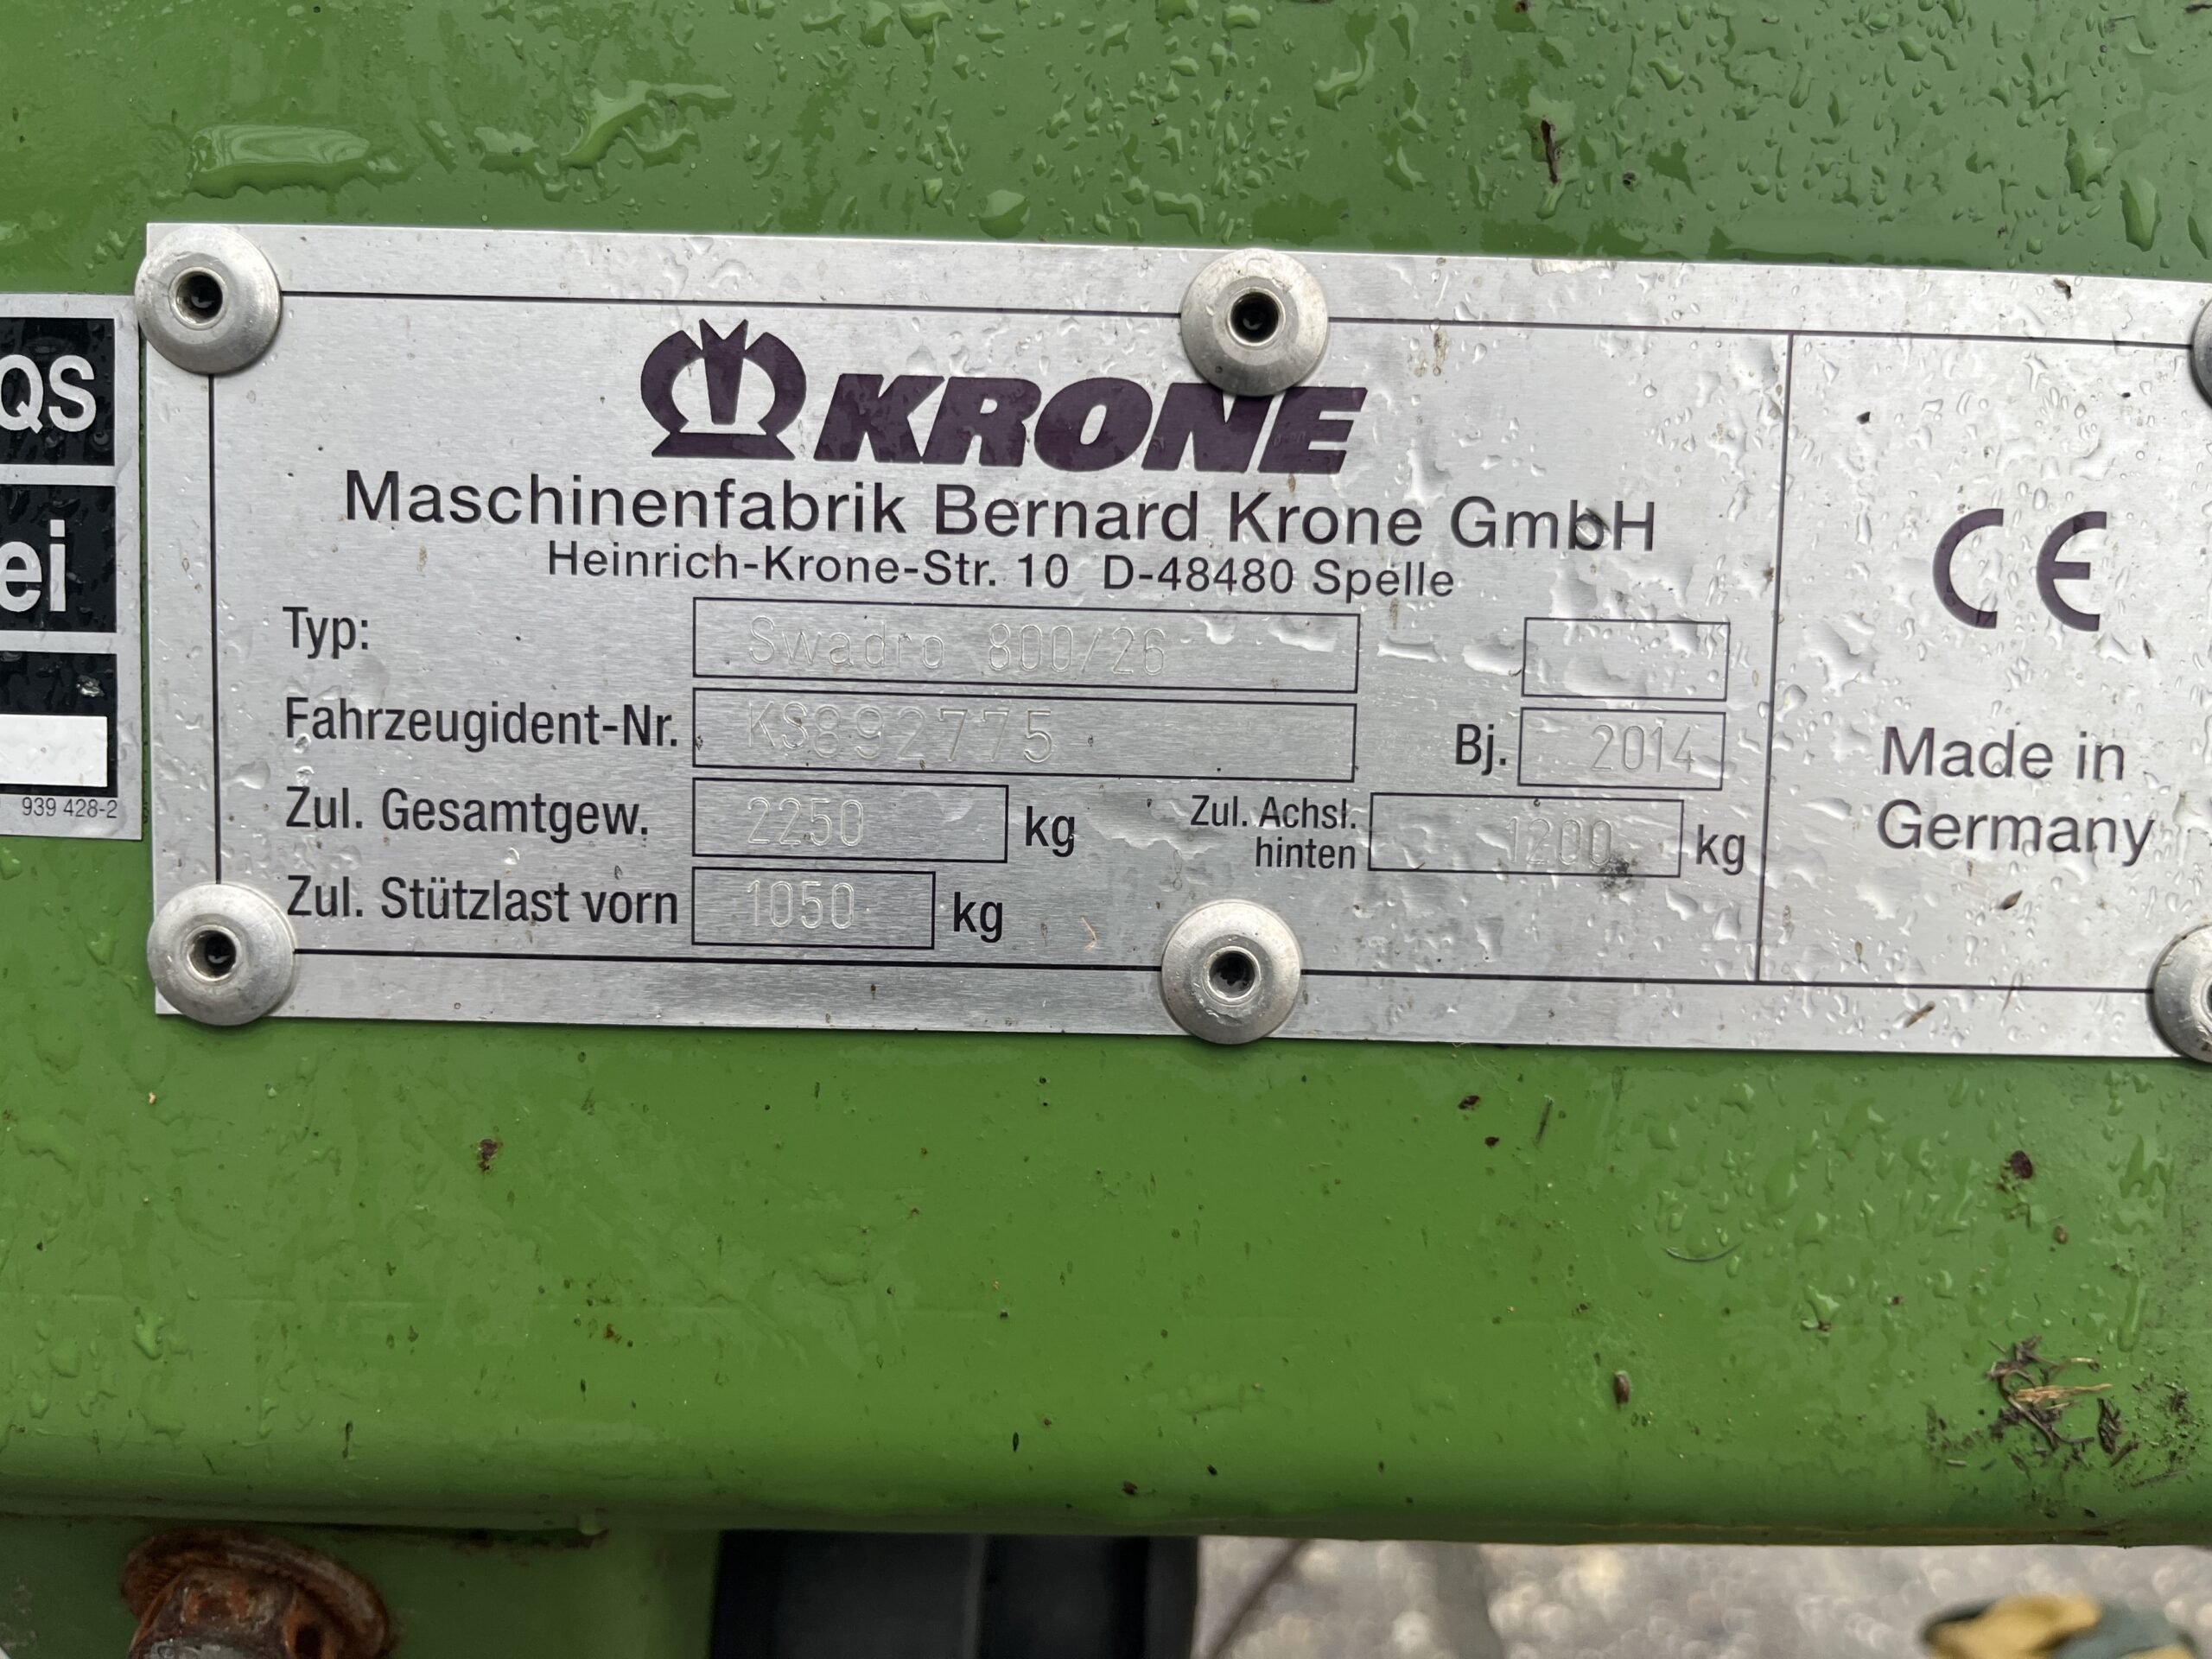 QS
ei
939 428-2
KRONE
Maschinenfabrik Bernard Krone GmbH
Heinrich-Krone-Str. 10 D-48480 Spelle
Typ: Swadro 800/26
Fahrzeugident-Nr. KS892775 Bj. 2014
Zul. Gesamtgew. 2250 kg Zul. Achsl. hinten 1200 kg
Zul. Stützlast vorn 1050 kg
CE
Made in
Germany